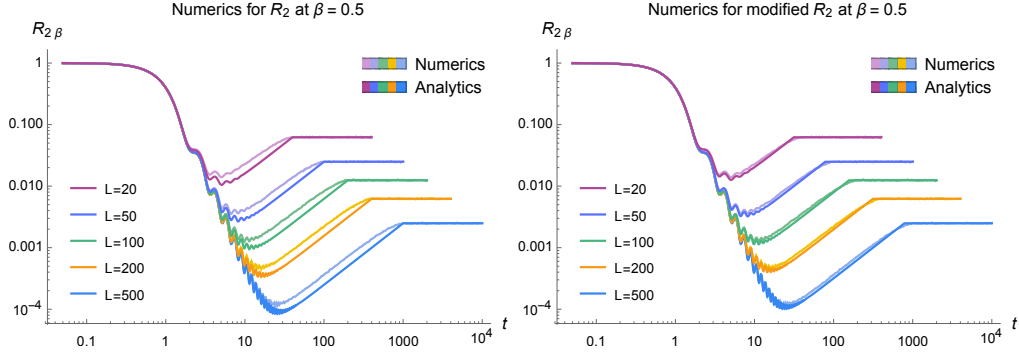 Numerics for R2 at β = 0.5
R2 β
1
0.100
0.010
0.001
10⁻⁴
0.1
1
10
100
1000
10⁴
t
Numerics
Analytics
L=20
L=50
L=100
L=200
L=500
Numerics for modified R2 at β = 0.5
R2 β
1
0.100
0.010
0.001
10⁻⁴
0.1
1
10
100
1000
10⁴
t
Numerics
Analytics
L=20
L=50
L=100
L=200
L=500